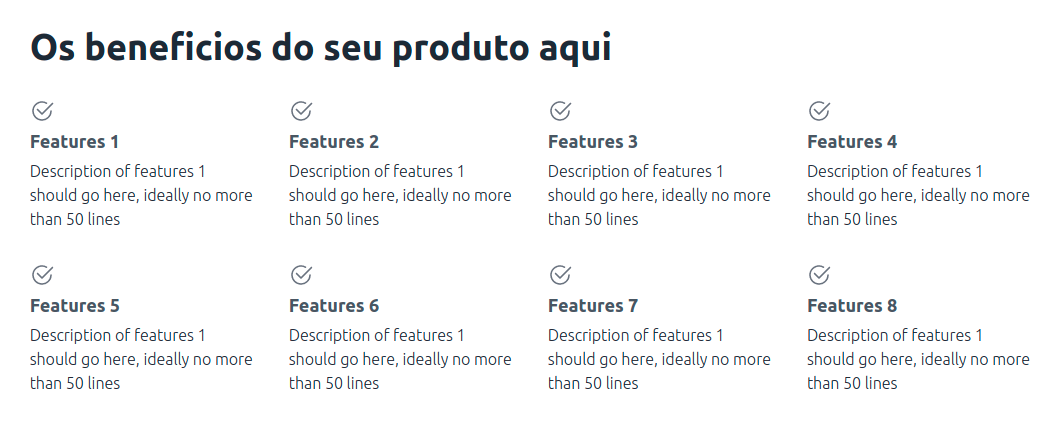 Os beneficios do seu produto aqui
Features 1
Description of features 1
should go here, ideally no more
than 50 lines
Features 2
Description of features 1
should go here, ideally no more
than 50 lines
Features 3
Description of features 1
should go here, ideally no more
than 50 lines
Features 4
Description of features 1
should go here, ideally no more
than 50 lines
Features 5
Description of features 1
should go here, ideally no more
than 50 lines
Features 6
Description of features 1
should go here, ideally no more
than 50 lines
Features 7
Description of features 1
should go here, ideally no more
than 50 lines
Features 8
Description of features 1
should go here, ideally no more
than 50 lines